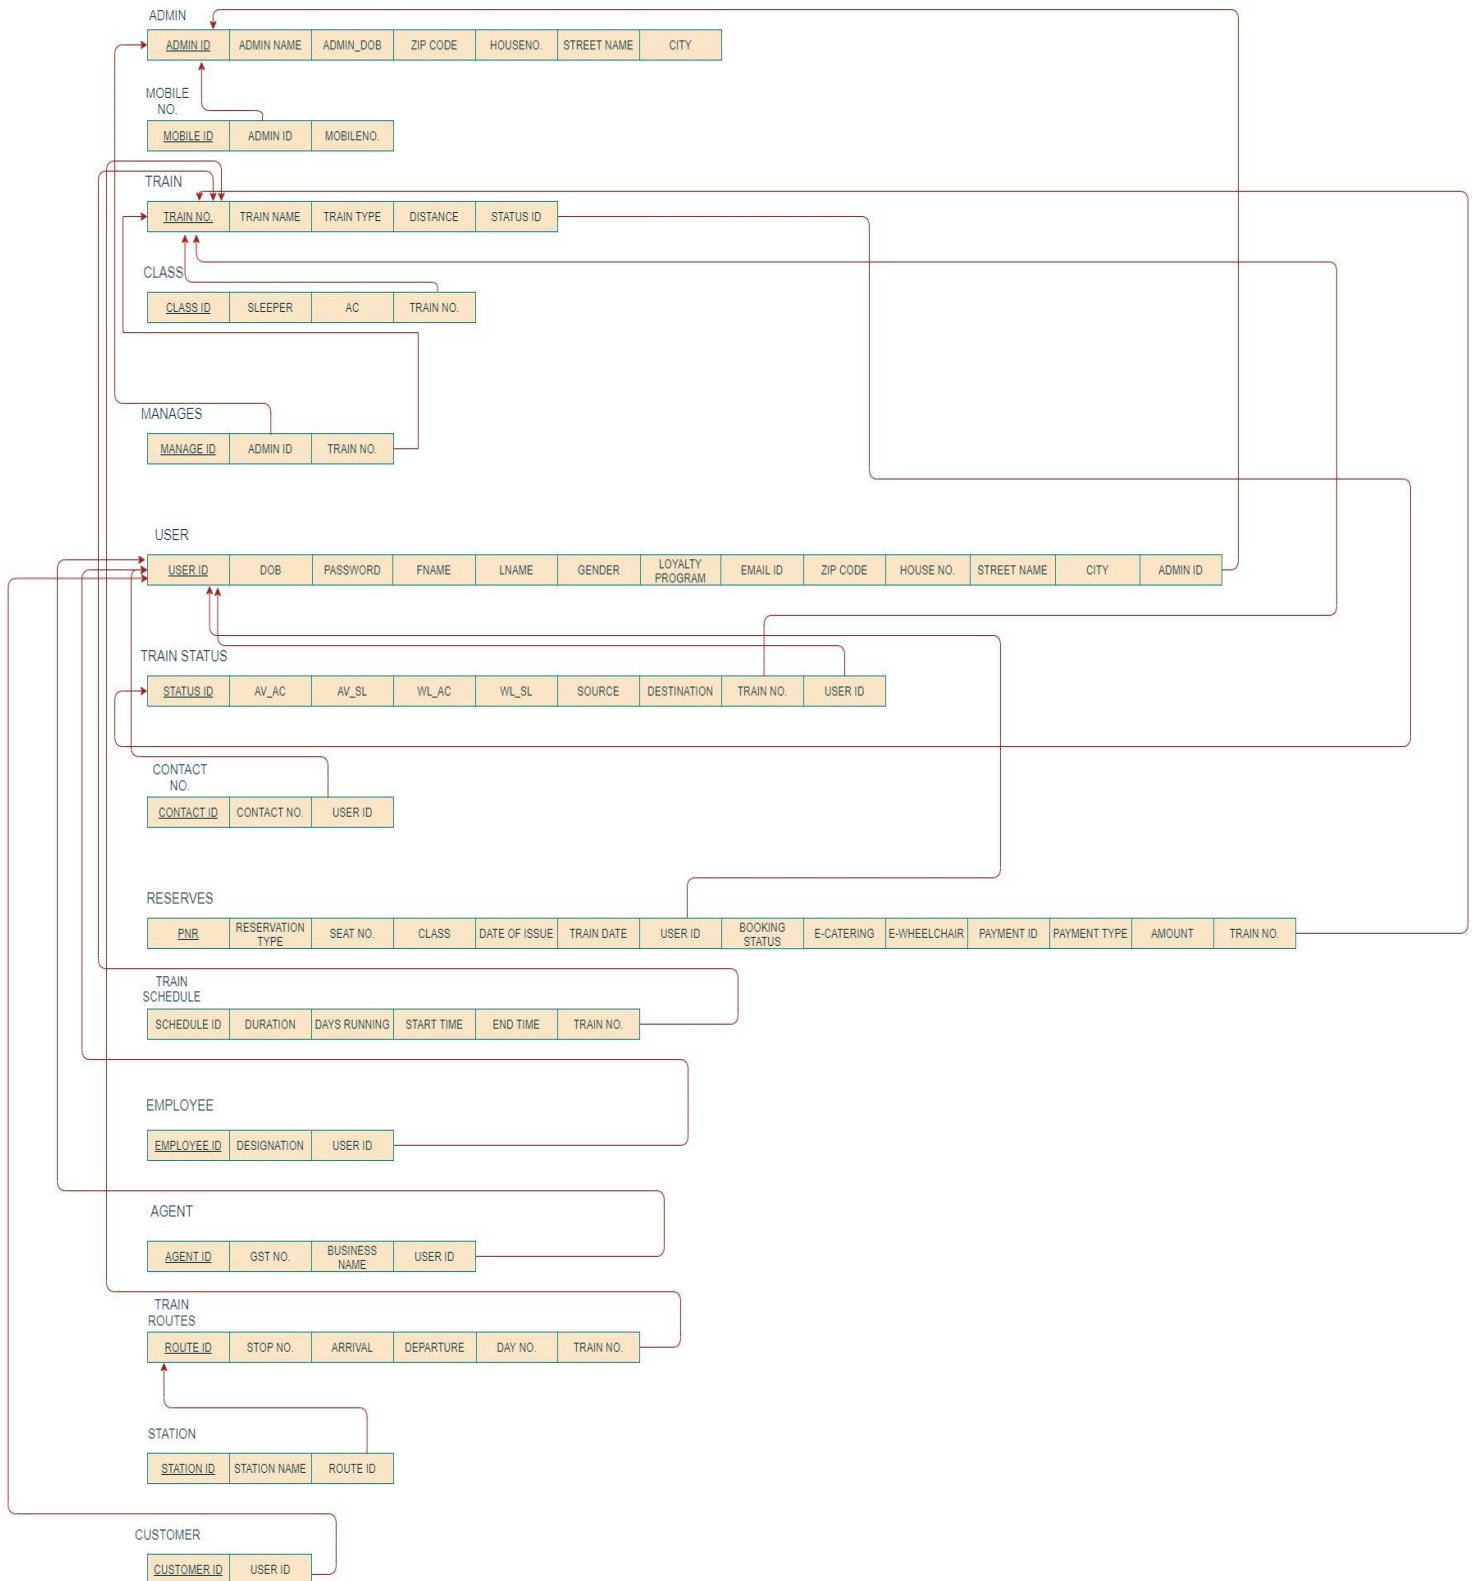 ADMIN
ADMIN ID ADMIN NAME ADMIN_DOB ZIP CODE HOUSENO. STREET NAME CITY
MOBILE
NO.
MOBILE ID ADMIN ID MOBILENO.
TRAIN
TRAIN NO. TRAIN NAME TRAIN TYPE DISTANCE STATUS ID
CLASS
CLASS ID SLEEPER AC TRAIN NO.
MANAGES
MANAGE ID ADMIN ID TRAIN NO.
USER
USER ID DOB PASSWORD FNAME LNAME GENDER LOYALTY PROGRAM EMAIL ID ZIP CODE HOUSE NO. STREET NAME CITY ADMIN ID
TRAIN STATUS
STATUS ID AV_AC AV_SL WL_AC WL_SL SOURCE DESTINATION TRAIN NO. USER ID
CONTACT
NO.
CONTACT ID CONTACT NO. USER ID
RESERVES
PNR RESERVATION TYPE SEAT NO. CLASS DATE OF ISSUE TRAIN DATE USER ID BOOKING STATUS E-CATERING E-WHEELCHAIR PAYMENT ID PAYMENT TYPE AMOUNT TRAIN NO.
TRAIN
SCHEDULE
SCHEDULE ID DURATION DAYS RUNNING START TIME END TIME TRAIN NO.
EMPLOYEE
EMPLOYEE ID DESIGNATION USER ID
AGENT
AGENT ID GST NO. BUSINESS NAME USER ID
TRAIN
ROUTES
ROUTE ID STOP NO. ARRIVAL DEPARTURE DAY NO. TRAIN NO.
STATION
STATION ID STATION NAME ROUTE ID
CUSTOMER
CUSTOMER ID USER ID